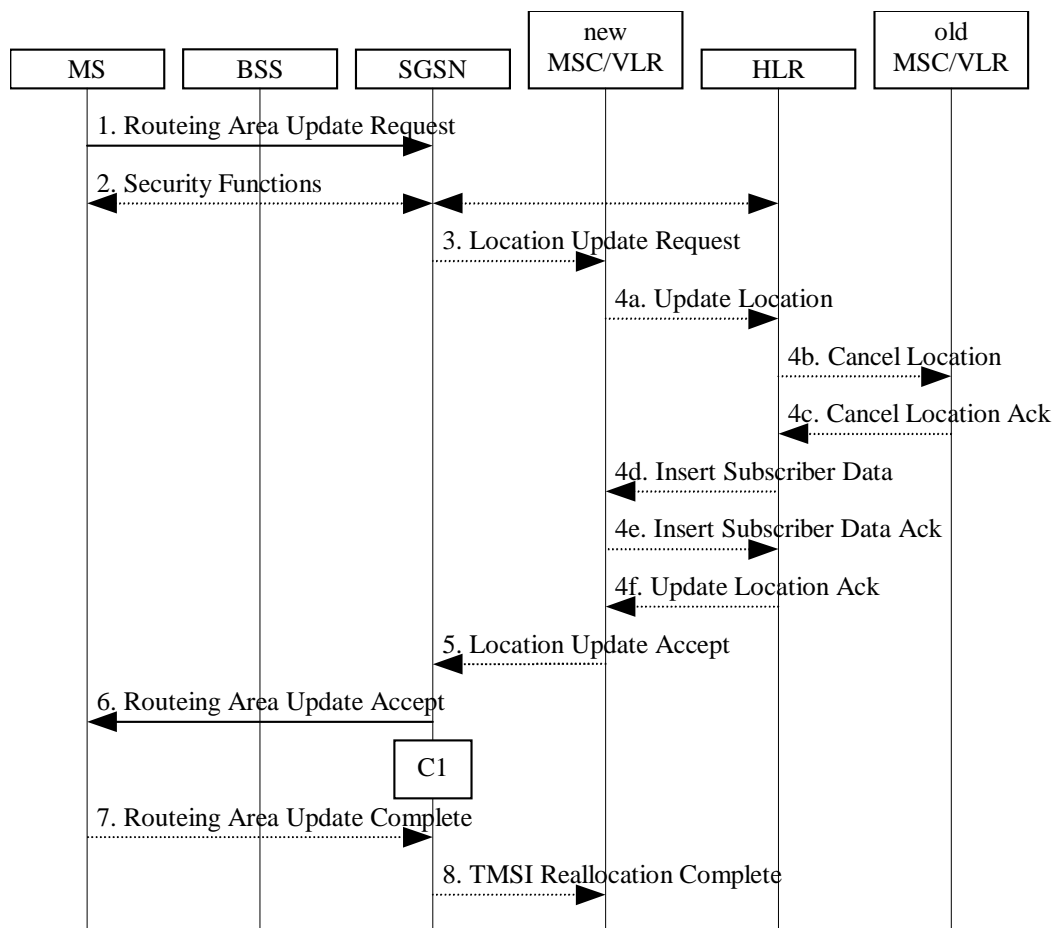 new
MSC/VLR
old
MSC/VLR
MS
BSS
SGSN
HLR
1. Routeing Area Update Request
2. Security Functions
3. Location Update Request
4a. Update Location
4b. Cancel Location
4c. Cancel Location Ack
4d. Insert Subscriber Data
4e. Insert Subscriber Data Ack
4f. Update Location Ack
5. Location Update Accept
6. Routeing Area Update Accept
C1
7. Routeing Area Update Complete
8. TMSI Reallocation Complete